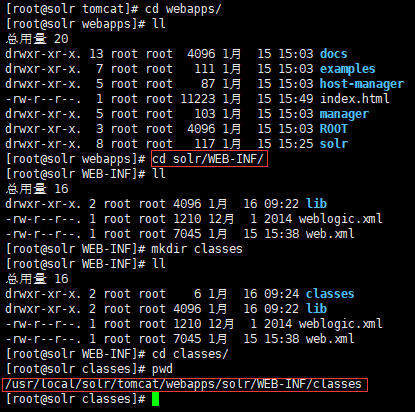 [root@solr tomcat]# cd webapps/
[root@solr webapps]# ll
总用量 20
drwxr-xr-x. 13 root root  4096 1月  15 15:03 docs
drwxr-xr-x.  7 root root   111 1月  15 15:03 examples
drwxr-xr-x.  5 root root    87 1月  15 15:03 host-manager
-rw-r--r--.  1 root root 11223 1月  15 15:49 index.html
drwxr-xr-x.  5 root root   103 1月  15 15:03 manager
drwxr-xr-x.  3 root root  4096 1月  15 15:03 ROOT
drwxr-xr-x.  8 root root   117 1月  15 15:25 solr
[root@solr webapps]# cd solr/WEB-INF/
[root@solr WEB-INF]# ll
总用量 16
drwxr-xr-x. 2 root root 4096 1月  16 09:22 lib
-rw-r--r--. 1 root root 1210 12月  1 2014 weblogic.xml
-rw-r--r--. 1 root root 7045 1月  15 15:38 web.xml
[root@solr WEB-INF]# mkdir classes
[root@solr WEB-INF]# ll
总用量 16
drwxr-xr-x. 2 root root    6 1月  16 09:24 classes
drwxr-xr-x. 2 root root 4096 1月  16 09:22 lib
-rw-r--r--. 1 root root 1210 12月  1 2014 weblogic.xml
-rw-r--r--. 1 root root 7045 1月  15 15:38 web.xml
[root@solr WEB-INF]# cd classes/
[root@solr classes]# pwd
/usr/local/solr/tomcat/webapps/solr/WEB-INF/classes
[root@solr classes]#